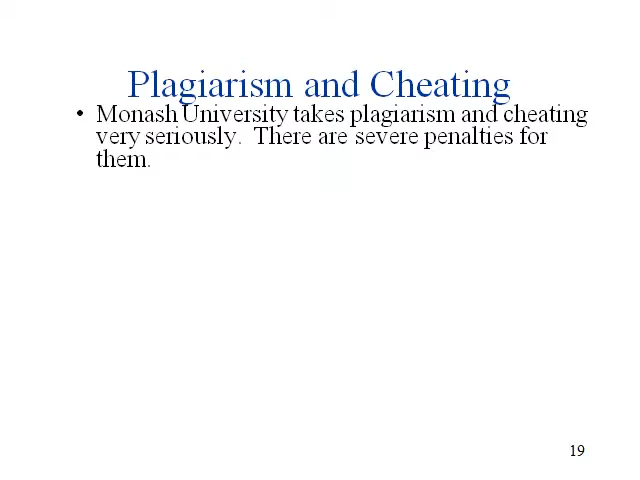 Plagiarism and Cheating
• Monash University takes plagiarism and cheating
very seriously.  There are severe penalties for
them.
19